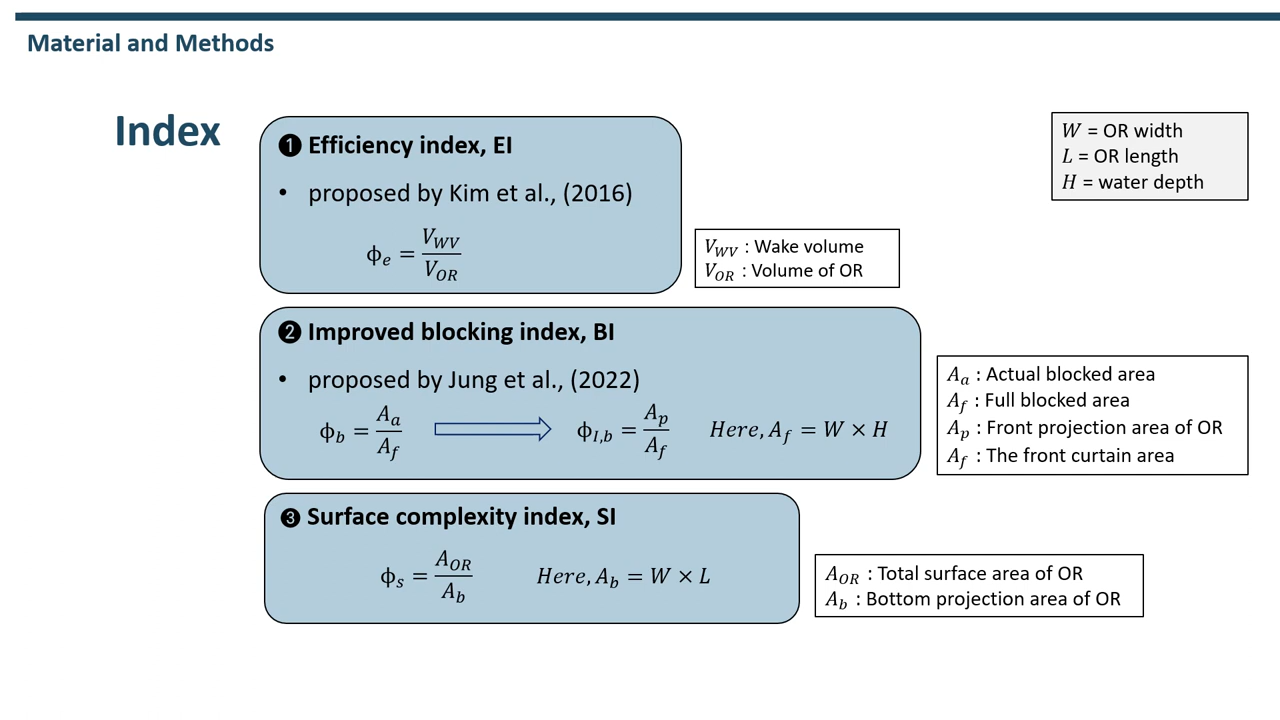 Material and Methods
Index
❶ Efficiency index, EI
• proposed by Kim et al., (2016)
ϕ_e = V_WV / V_OR
W = OR width
L = OR length
H = water depth
V_WV : Wake volume
V_OR : Volume of OR
❷ Improved blocking index, BI
• proposed by Jung et al., (2022)
ϕ_b = A_a / A_f ϕ_I,b = A_p / A_f Here, A_f = W × H
A_a : Actual blocked area
A_f : Full blocked area
A_p : Front projection area of OR
A_f : The front curtain area
❸ Surface complexity index, SI
ϕ_s = A_OR / A_b Here, A_b = W × L
A_OR : Total surface area of OR
A_b : Bottom projection area of OR